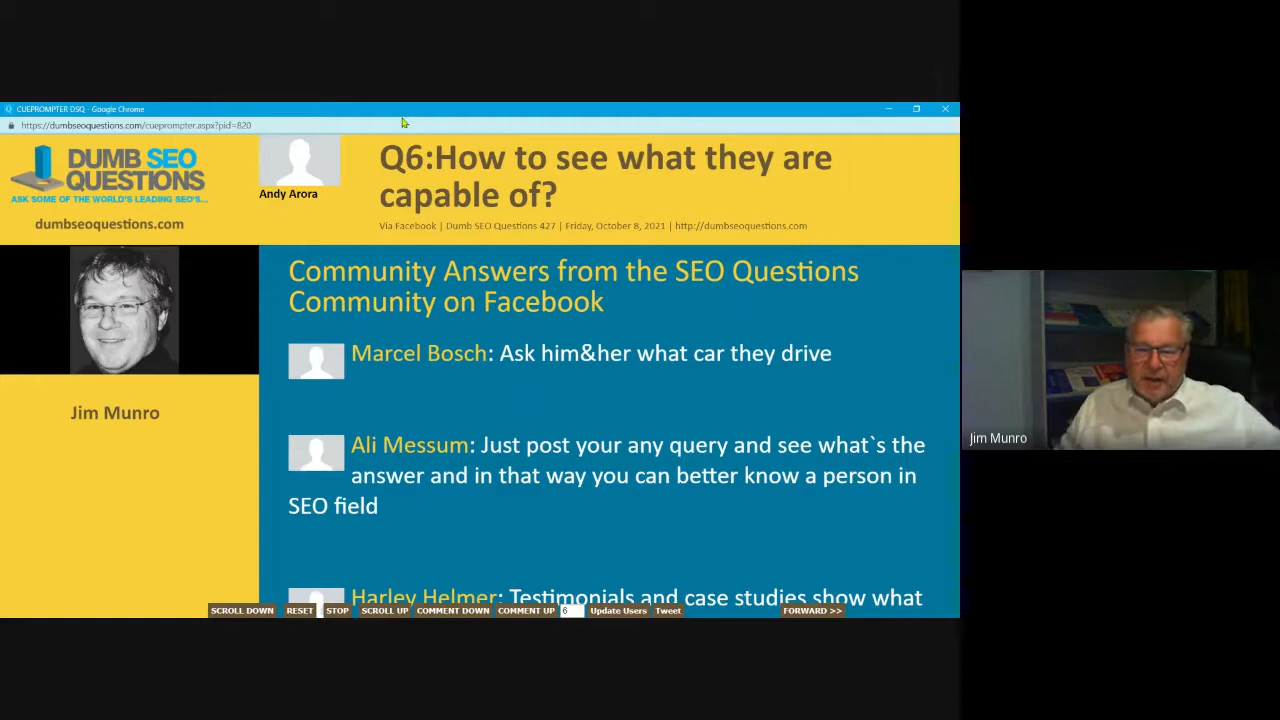 CUEPROMPTER DSQ - Google Chrome
https://dumbseoquestions.com/cueprompter.aspx?pid=820
DUMB SEO
QUESTIONS
ASK SOME OF THE WORLD'S LEADING SEO'S...
dumbseoquestions.com
Andy Arora
Q6:How to see what they are
capable of?
Via Facebook | Dumb SEO Questions 427 | Friday, October 8, 2021 | http://dumbseoquestions.com
Jim Munro
Community Answers from the SEO Questions
Community on Facebook
Marcel Bosch: Ask him&her what car they drive
Ali Messum: Just post your any query and see what`s the
answer and in that way you can better know a person in
SEO field
Harley Helmer: Testimonials and case studies show what
SCROLL DOWN RESET STOP SCROLL UP COMMENT DOWN COMMENT UP 6 Update Users Tweet FORWARD >>
Jim Munro